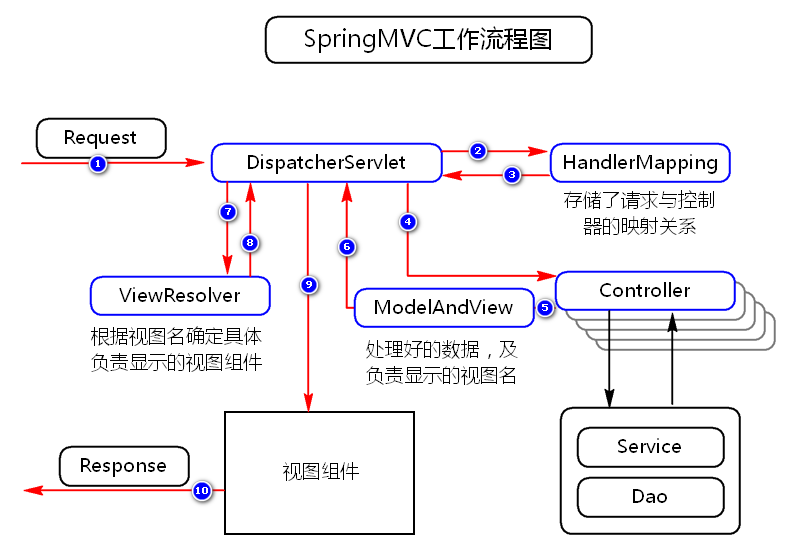 SpringMVC工作流程图
Request
1
DispatcherServlet
2
3
HandlerMapping
存储了请求与控制
器的映射关系
7
8
9
6
4
ViewResolver
根据视图名确定具体
负责显示的视图组件
ModelAndView
5
处理好的数据，及
负责显示的视图名
Controller
Service
Dao
视图组件
Response
10